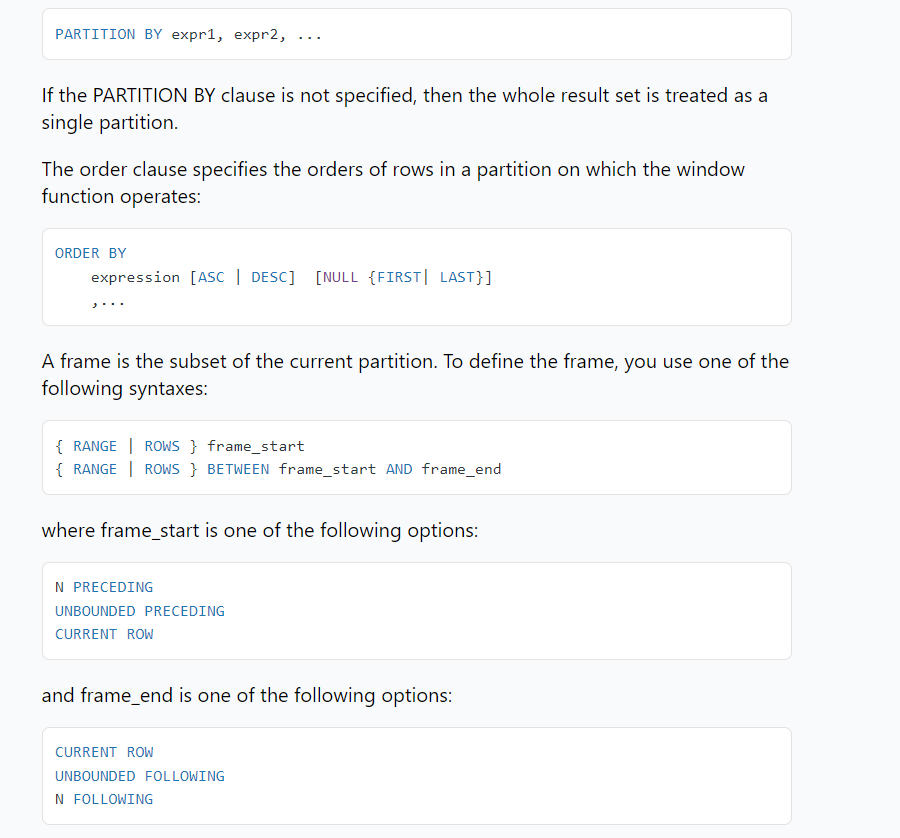 PARTITION BY expr1, expr2, ...
If the PARTITION BY clause is not specified, then the whole result set is treated as a
single partition.
The order clause specifies the orders of rows in a partition on which the window
function operates:
ORDER BY
    expression [ASC | DESC]  [NULL {FIRST| LAST}]
    ,...
A frame is the subset of the current partition. To define the frame, you use one of the
following syntaxes:
{ RANGE | ROWS } frame_start
{ RANGE | ROWS } BETWEEN frame_start AND frame_end
where frame_start is one of the following options:
N PRECEDING
UNBOUNDED PRECEDING
CURRENT ROW
and frame_end is one of the following options:
CURRENT ROW
UNBOUNDED FOLLOWING
N FOLLOWING